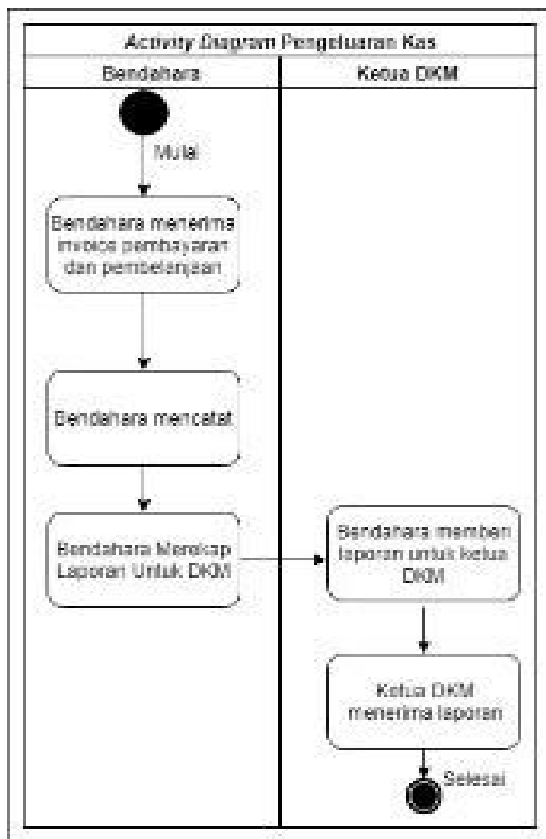 Activity Diagram Pengeluaran Kas
Bendahara
Ketua DKM
Mulai
Bendahara menerima
invoice pembayaran
dan pembelanjaan
Bendahara mencatat
Bendahara Merekap
Laporan Untuk DKM
Bendahara memberi
laporan untuk ketua
DKM
Ketua DKM
menerima laporan
Selesai